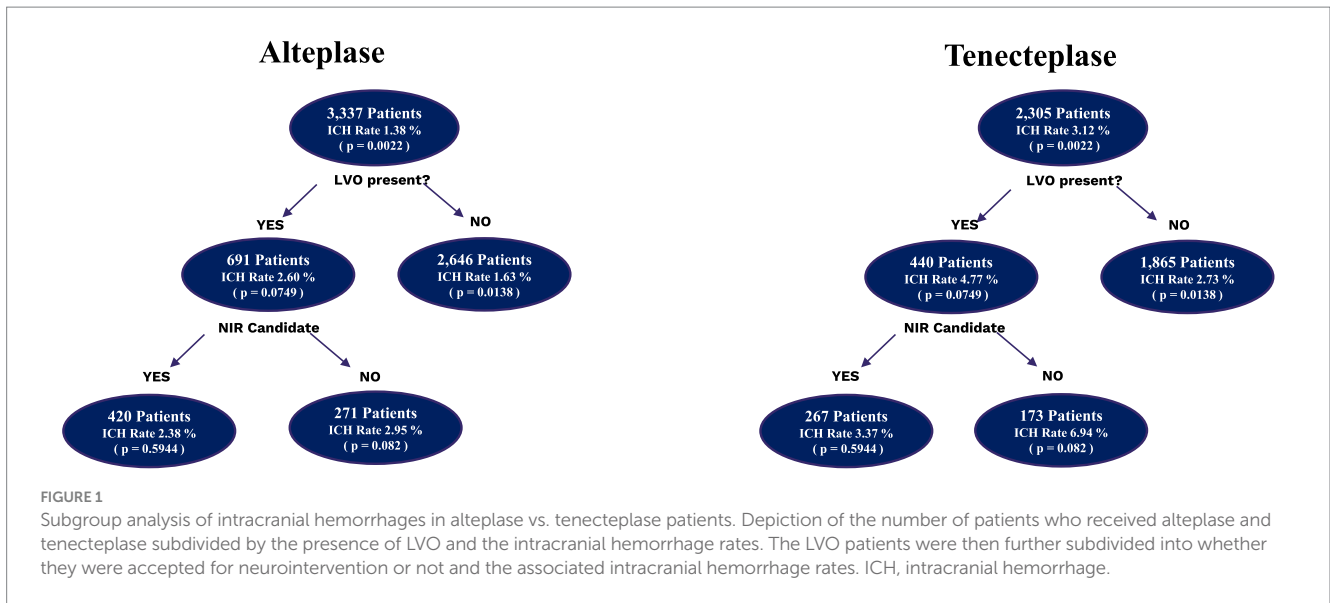 Alteplase
3,337 Patients
ICH Rate 1.38 %
( p = 0.0022 )
LVO present?
YES
NO
691 Patients
ICH Rate 2.60 %
( p = 0.0749 )
2,646 Patients
ICH Rate 1.63 %
( p = 0.0138 )
NIR Candidate
YES
NO
420 Patients
ICH Rate 2.38 %
( p = 0.5944 )
271 Patients
ICH Rate 2.95 %
( p = 0.082 )
Tenecteplase
2,305 Patients
ICH Rate 3.12 %
( p = 0.0022 )
LVO present?
YES
NO
440 Patients
ICH Rate 4.77 %
( p = 0.0749 )
1,865 Patients
ICH Rate 2.73 %
( p = 0.0138 )
NIR Candidate
YES
NO
267 Patients
ICH Rate 3.37 %
( p = 0.5944 )
173 Patients
ICH Rate 6.94 %
( p = 0.082 )
FIGURE 1
Subgroup analysis of intracranial hemorrhages in alteplase vs. tenecteplase patients. Depiction of the number of patients who received alteplase and
tenecteplase subdivided by the presence of LVO and the intracranial hemorrhage rates. The LVO patients were then further subdivided into whether
they were accepted for neurointervention or not and the associated intracranial hemorrhage rates. ICH, intracranial hemorrhage.